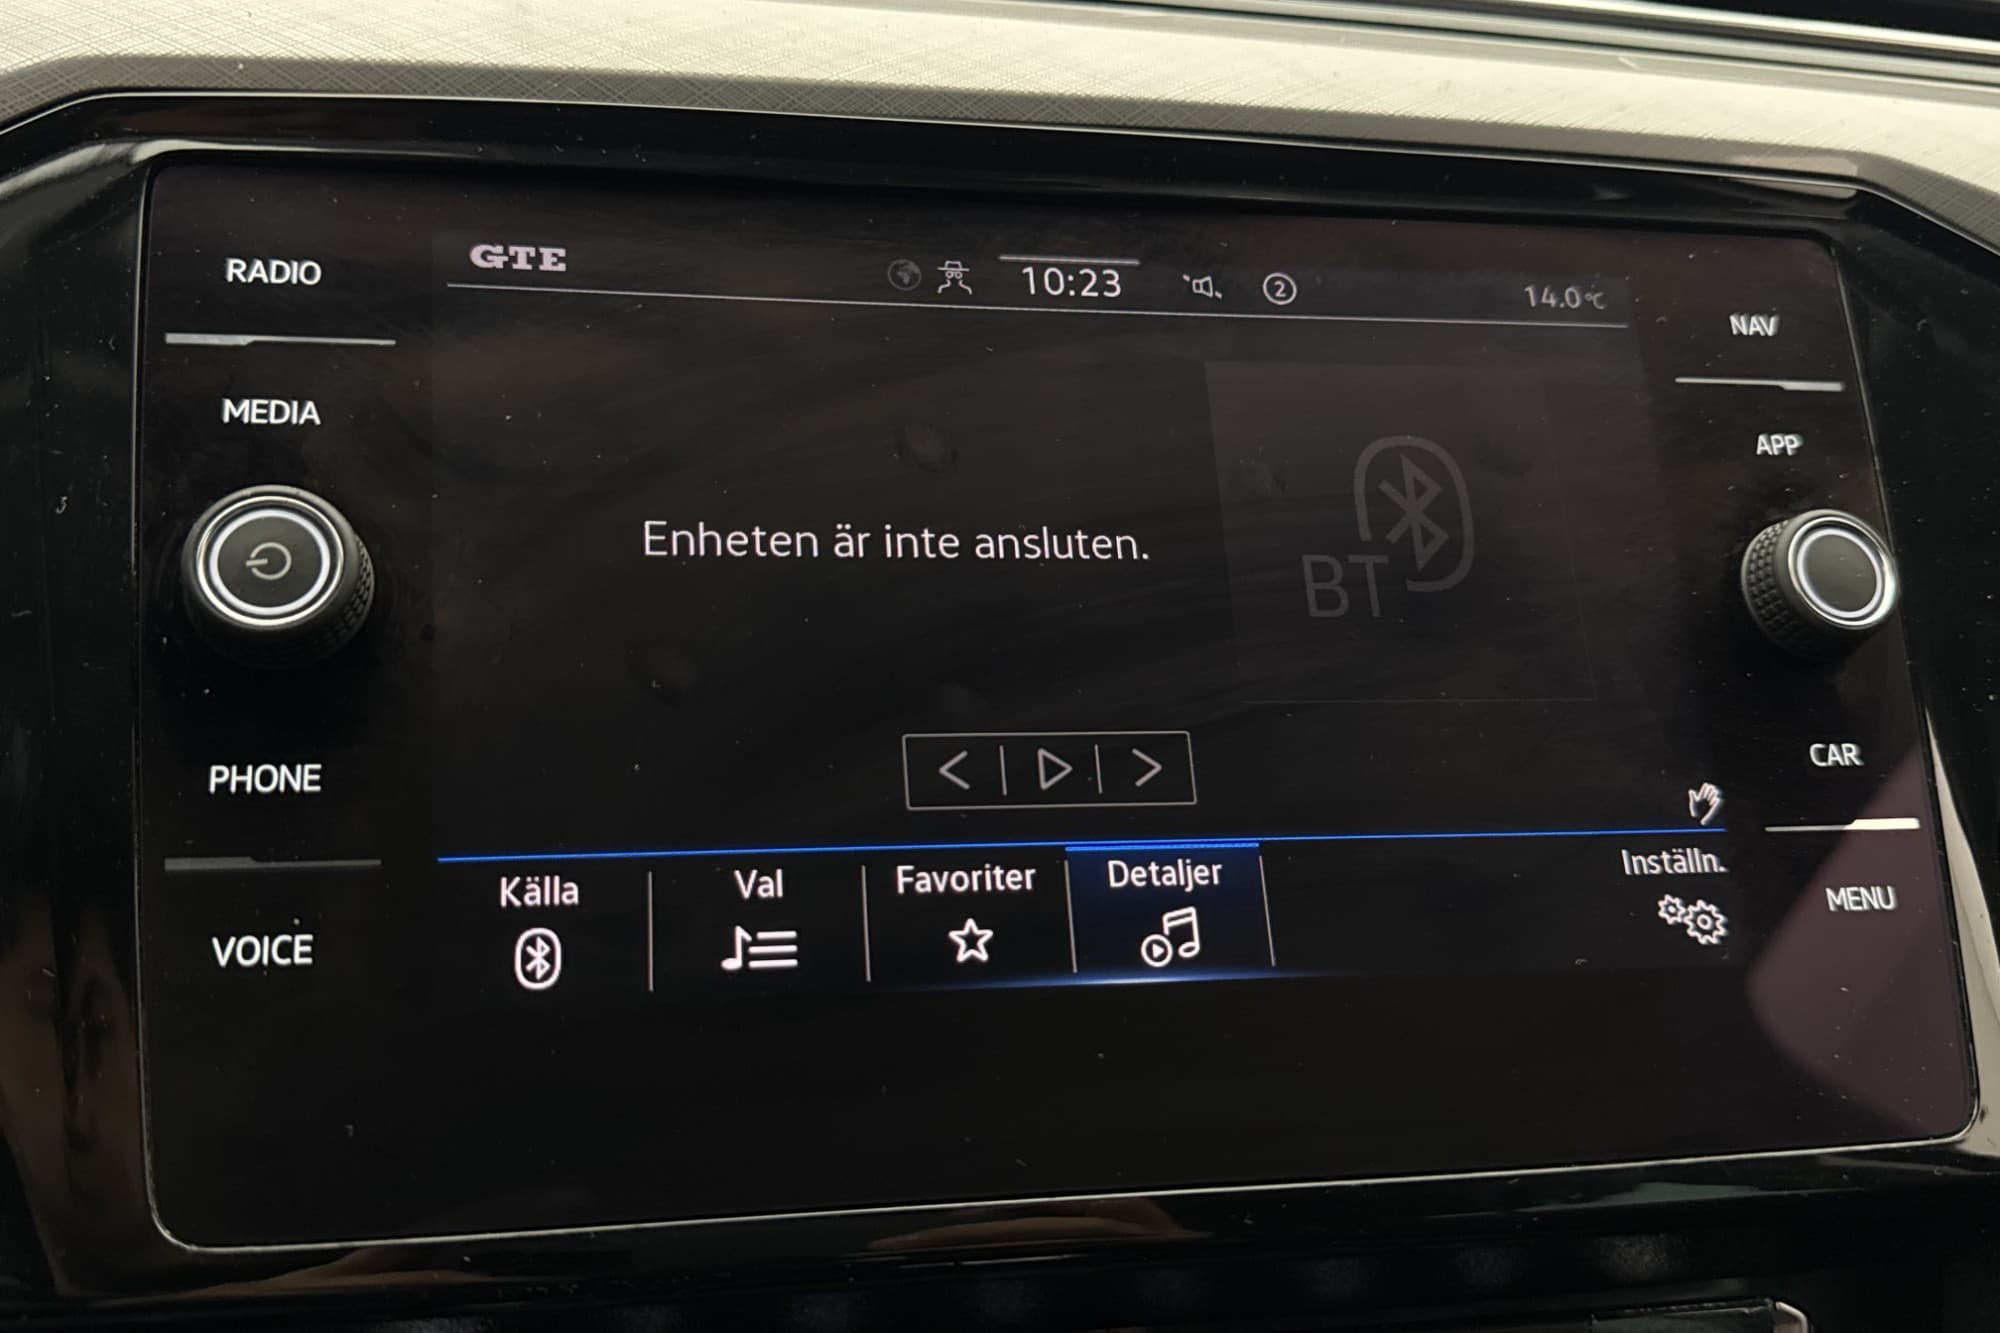 RADIO
GTE
10:23
2
14.0°C
NAV
MEDIA
APP
Enheten är inte ansluten.
BT
PHONE
CAR
VOICE
Källa
Val
Favoriter
Detaljer
Inställn.
MENU